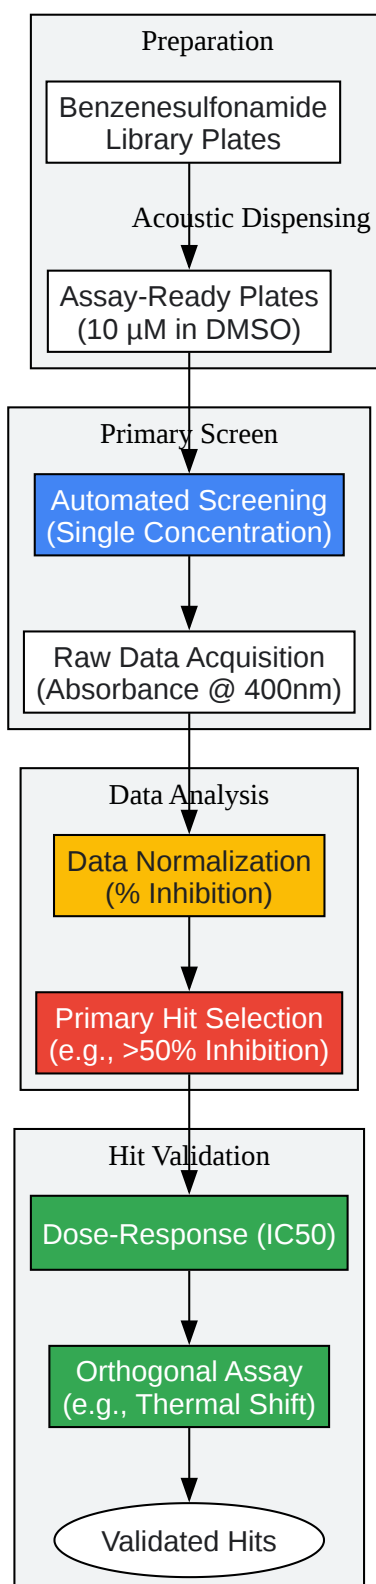 Preparation
Benzenesulfonamide
Library Plates
Acoustic Dispensing
Assay-Ready Plates
(10 µM in DMSO)
Primary Screen
Automated Screening
(Single Concentration)
Raw Data Acquisition
(Absorbance @ 400nm)
Data Analysis
Data Normalization
(% Inhibition)
Primary Hit Selection
(e.g., >50% Inhibition)
Hit Validation
Dose-Response (IC50)
Orthogonal Assay
(e.g., Thermal Shift)
Validated Hits